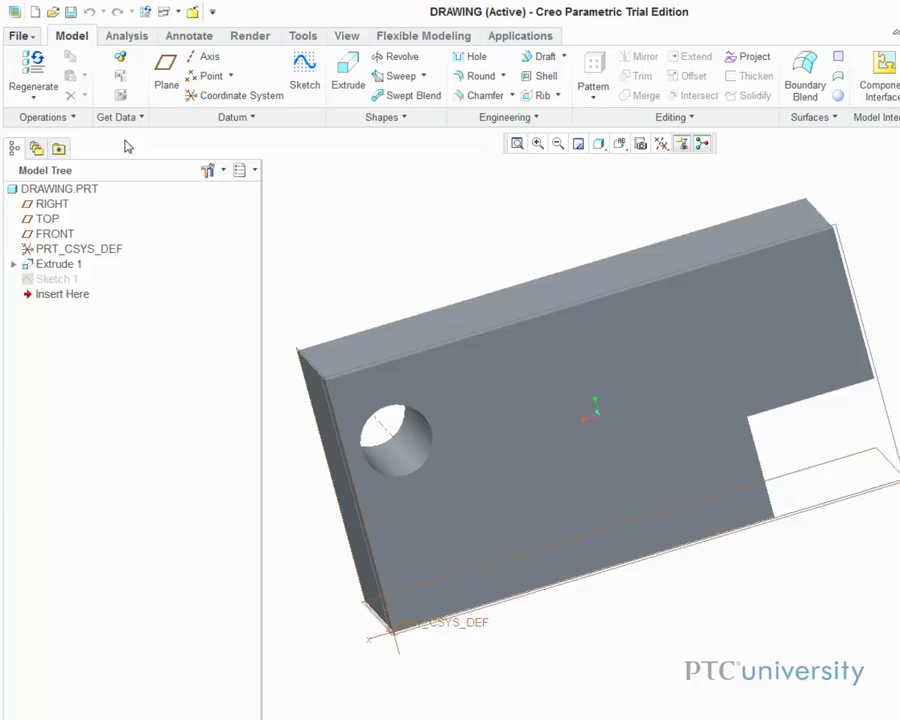 DRAWING (Active) - Creo Parametric Trial Edition
File Model Analysis Annotate Render Tools View Flexible Modeling Applications
Regenerate
Plane
Axis
Point
Coordinate System
Sketch
Extrude
Revolve
Sweep
Swept Blend
Hole
Round
Chamfer
Draft
Shell
Rib
Pattern
Mirror
Trim
Merge
Extend
Offset
Intersect
Project
Thicken
Solidify
Boundary
Blend
Compone
Interface
Operations Get Data Datum Shapes Engineering Editing Surfaces Model Inte
Model Tree
DRAWING.PRT
RIGHT
TOP
FRONT
PRT_CSYS_DEF
Extrude 1
Sketch 1
Insert Here
_CSYS_DEF
x
PTC university